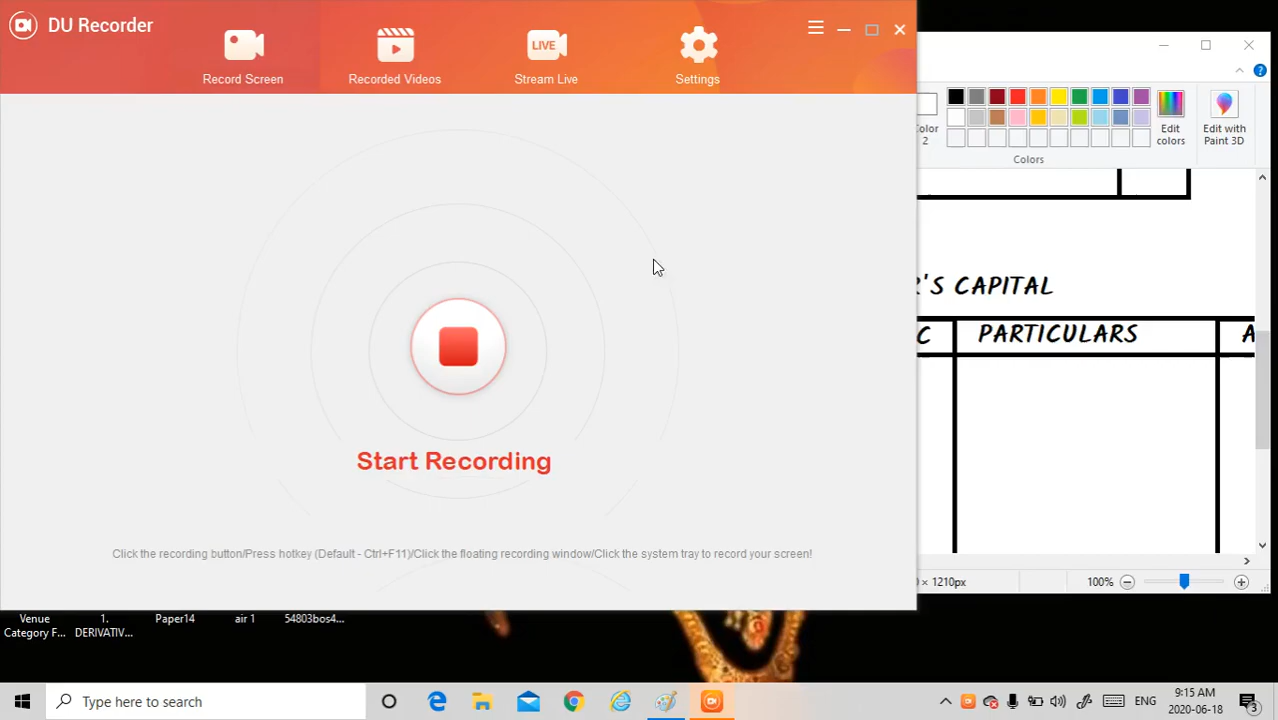 DU Recorder
Record Screen
Recorded Videos
LIVE
Stream Live
Settings
Start Recording
Click the recording button/Press hotkey (Default - Ctrl+F11)/Click the floating recording window/Click the system tray to record your screen!
Color
2
Edit
colors
Edit with
Paint 3D
Colors
'S CAPITAL
C
PARTICULARS
A
× 1210px
100%
Venue
Category F...
1.
DERIVATIV...
Paper14
air 1
54803bos4...
Type here to search
ENG
9:15 AM
2020-06-18
3